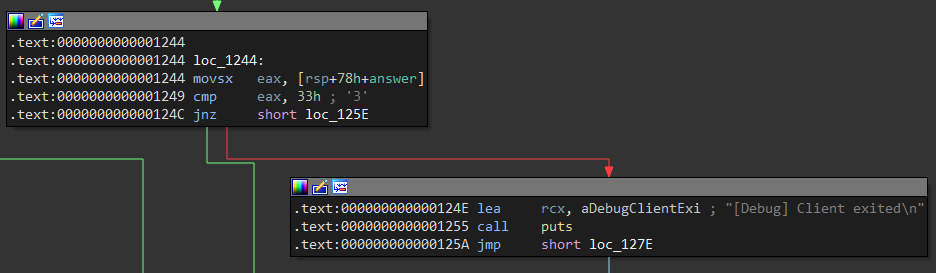 .text:0000000000001244
.text:0000000000001244 loc_1244:
.text:0000000000001244 movsx   eax, [rsp+78h+answer]
.text:0000000000001249 cmp     eax, 33h ; '3'
.text:000000000000124C jnz     short loc_125E
.text:000000000000124E lea     rcx, aDebugClientExi ; "[Debug] Client exited\n"
.text:0000000000001255 call    puts
.text:000000000000125A jmp     short loc_127E